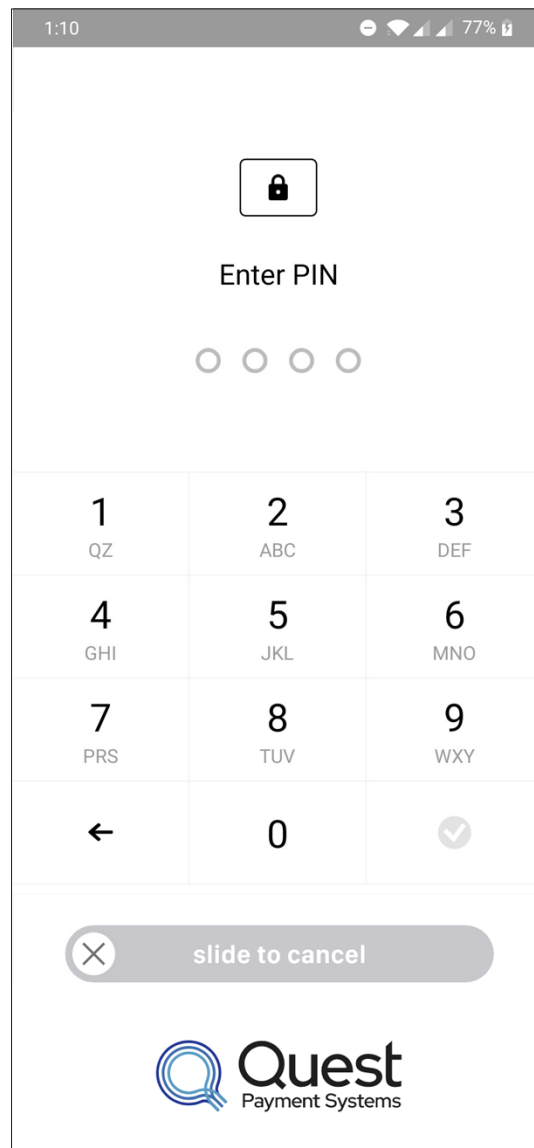 1:10 77%
Enter PIN
1 2 3
QZ ABC DEF
4 5 6
GHI JKL MNO
7 8 9
PRS TUV WXY
0
slide to cancel
Quest
Payment Systems